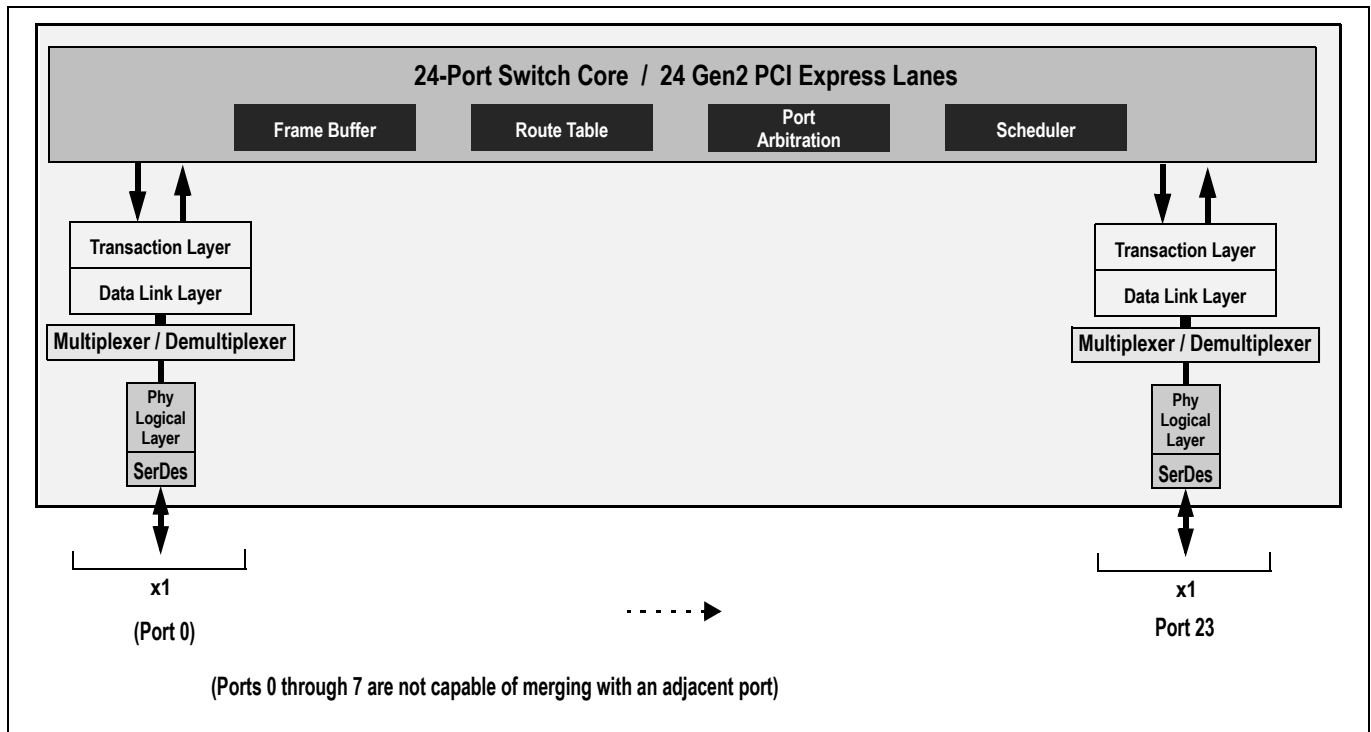 24-Port Switch Core / 24 Gen2 PCI Express Lanes
Frame Buffer
Route Table
Port
Arbitration
Scheduler
Transaction Layer
Data Link Layer
Multiplexer / Demultiplexer
Phy
Logical
Layer
SerDes
x1
(Port 0)
Transaction Layer
Data Link Layer
Multiplexer / Demultiplexer
Phy
Logical
Layer
SerDes
x1
Port 23
(Ports 0 through 7 are not capable of merging with an adjacent port)